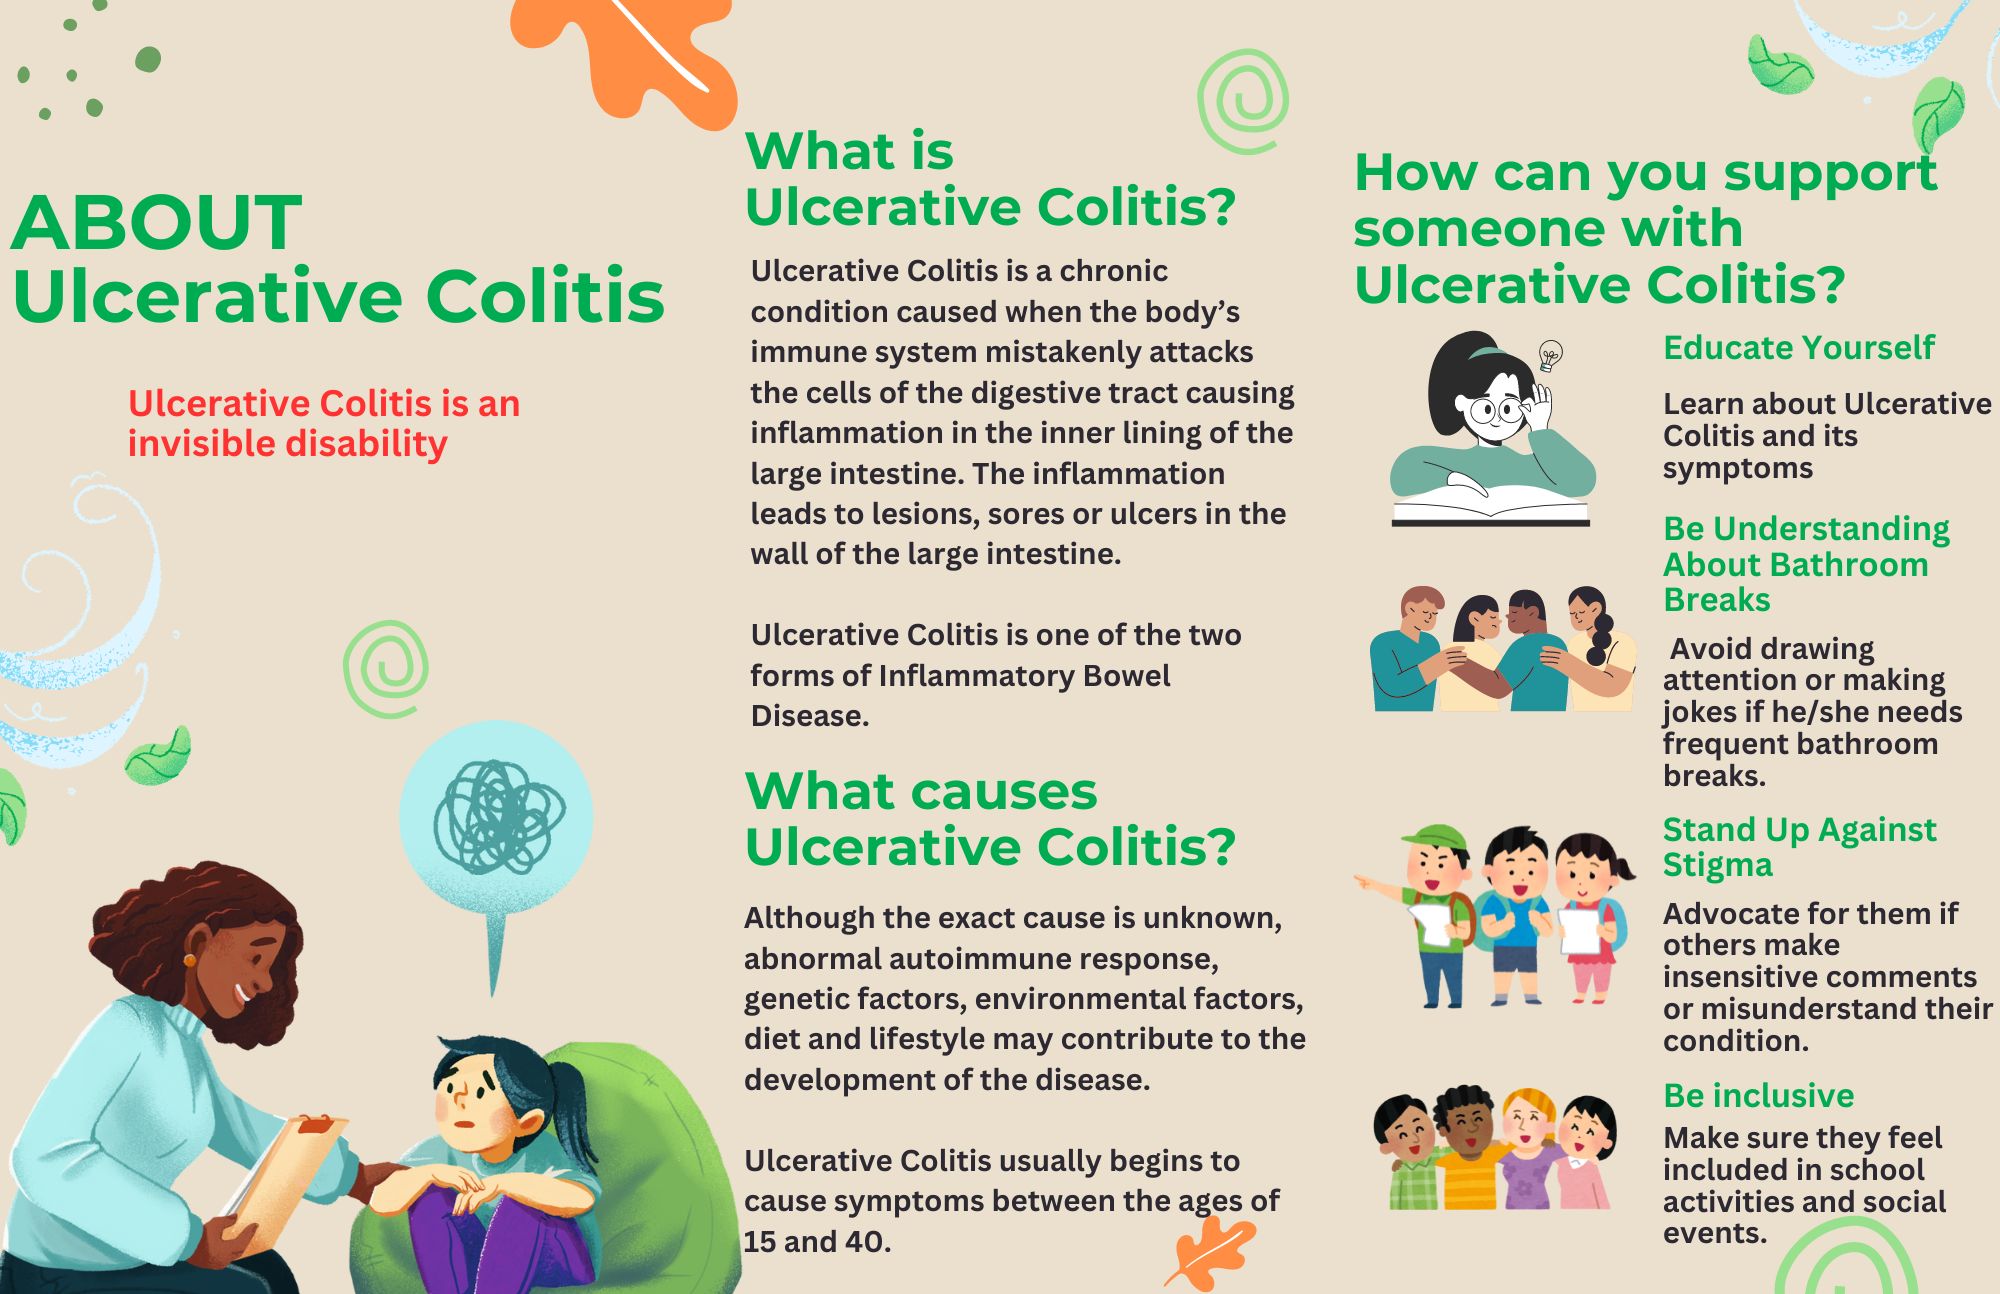 ABOUT
Ulcerative Colitis
Ulcerative Colitis is an
invisible disability
What is
Ulcerative Colitis?
Ulcerative Colitis is a chronic
condition caused when the body’s
immune system mistakenly attacks
the cells of the digestive tract causing
inflammation in the inner lining of the
large intestine. The inflammation
leads to lesions, sores or ulcers in the
wall of the large intestine.
Ulcerative Colitis is one of the two
forms of Inflammatory Bowel
Disease.
What causes
Ulcerative Colitis?
Although the exact cause is unknown,
abnormal autoimmune response,
genetic factors, environmental factors,
diet and lifestyle may contribute to the
development of the disease.
Ulcerative Colitis usually begins to
cause symptoms between the ages of
15 and 40.
How can you support
someone with
Ulcerative Colitis?
Educate Yourself
Learn about Ulcerative
Colitis and its
symptoms
Be Understanding
About Bathroom
Breaks
Avoid drawing
attention or making
jokes if he/she needs
frequent bathroom
breaks.
Stand Up Against
Stigma
Advocate for them if
others make
insensitive comments
or misunderstand their
condition.
Be inclusive
Make sure they feel
included in school
activities and social
events.